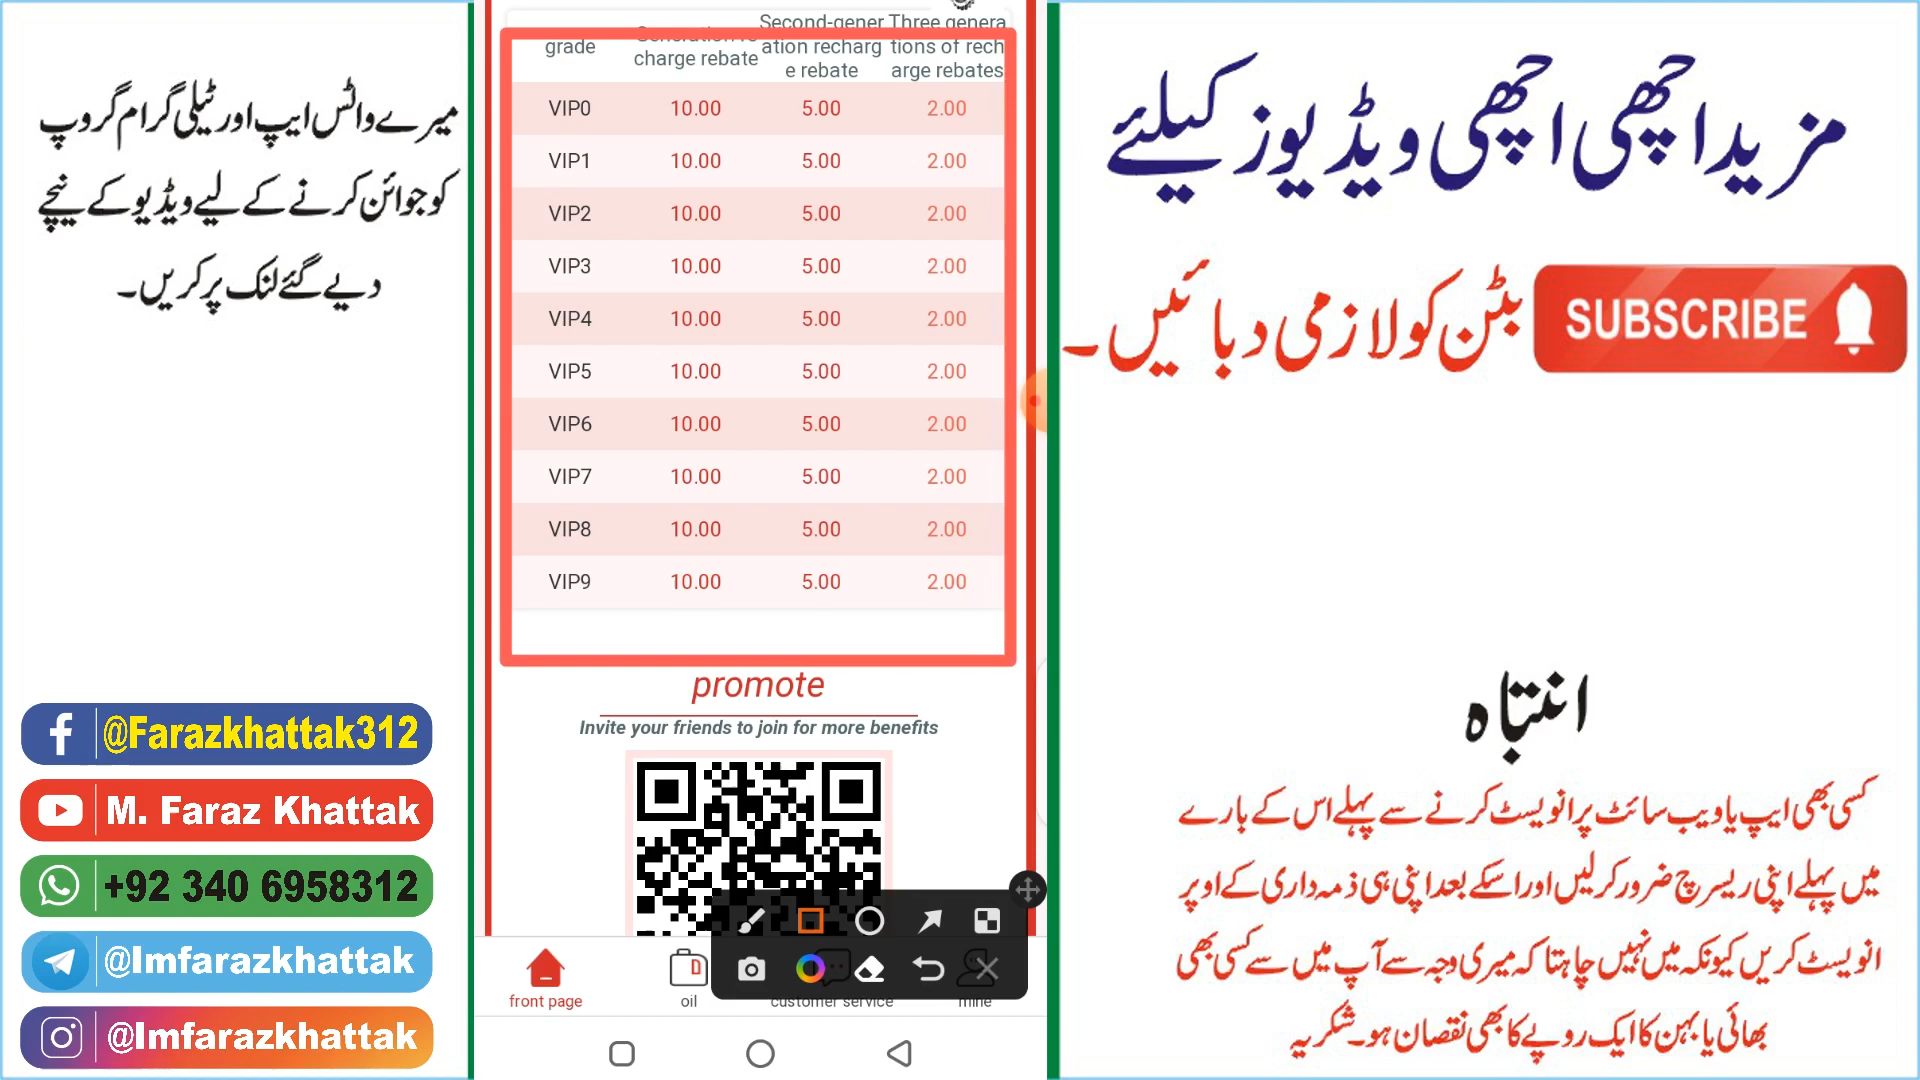 میرے واٹس ایپ اور ٹیلی گرام گروپ
کو جوائن کرنے کے لیے ویڈیو کے نیچے
دیے گئے لنک پر کریں۔
@Farazkhattak312
M. Faraz Khattak
+92 340 6958312
@Imfarazkhattak
@Imfarazkhattak
grade
charge rebate
Second-gener
ation recharg
e rebate
Three genera
tions of rech
arge rebates
VIP0 10.00 5.00 2.00
VIP1 10.00 5.00 2.00
VIP2 10.00 5.00 2.00
VIP3 10.00 5.00 2.00
VIP4 10.00 5.00 2.00
VIP5 10.00 5.00 2.00
VIP6 10.00 5.00 2.00
VIP7 10.00 5.00 2.00
VIP8 10.00 5.00 2.00
VIP9 10.00 5.00 2.00
promote
Invite your friends to join for more benefits
front page
oil
customer service
mine
مزید اچھی اچھی ویڈیوز کیلئے
SUBSCRIBE بٹن کو لازمی دبائیں۔
انتباہ
کسی بھی ایپ یا ویب سائٹ پر انویسٹ کرنے سے پہلے اس کے بارے
میں پہلے اپنی ریسرچ ضرور کرلیں اور اسکے بعد اپنی ہی ذمہ داری کے اوپر
انویسٹ کریں کیونکہ میں نہیں چاہتا کہ میری وجہ سے آپ میں سے کسی بھی
بھائی یا بہن کا ایک روپے کا بھی نقصان ہو۔ شکریہ